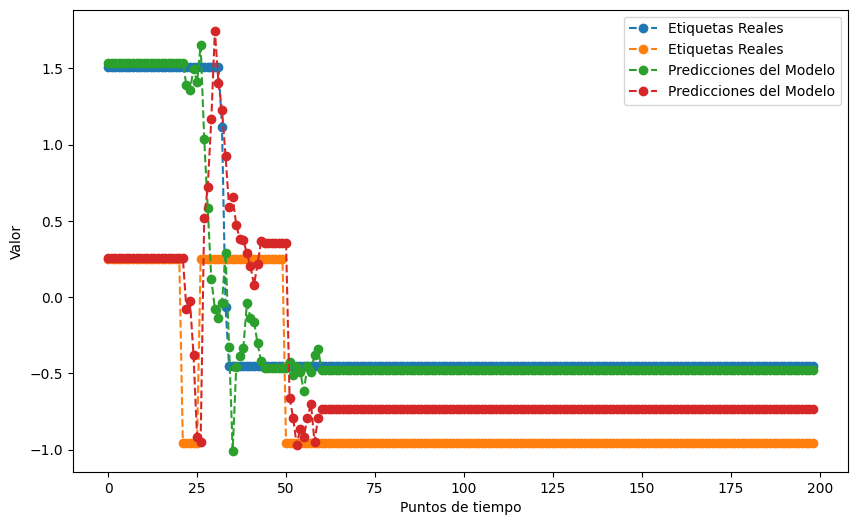 Etiquetas Reales
Etiquetas Reales
Predicciones del Modelo
Predicciones del Modelo
1.5
1.0
0.5
0.0
−0.5
−1.0
Valor
0 25 50 75 100 125 150 175 200
Puntos de tiempo